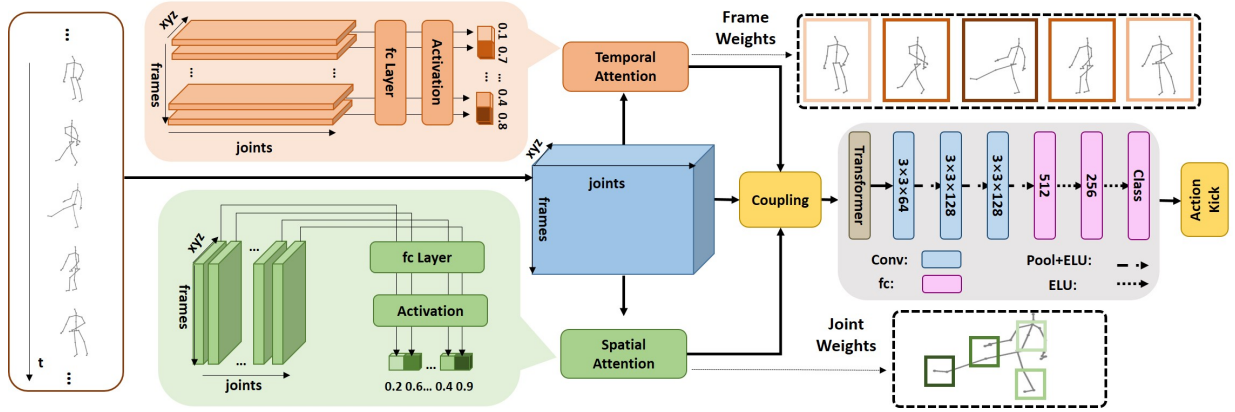 ...
t
...
xyz
frames
...
...
joints
fc Layer
Activation
0.1 0.7 ... 0.4 0.8
Temporal
Attention
Frame
Weights
xyz
joints
frames
Coupling
Transformer
3×3×64
3×3×128
3×3×128
512
256
Class
Action
Kick
Conv:
Pool+ELU:
fc:
ELU:
xyz
...
frames
...
joints
fc Layer
Activation
...
0.2 0.6... 0.4 0.9
Spatial
Attention
Joint
Weights